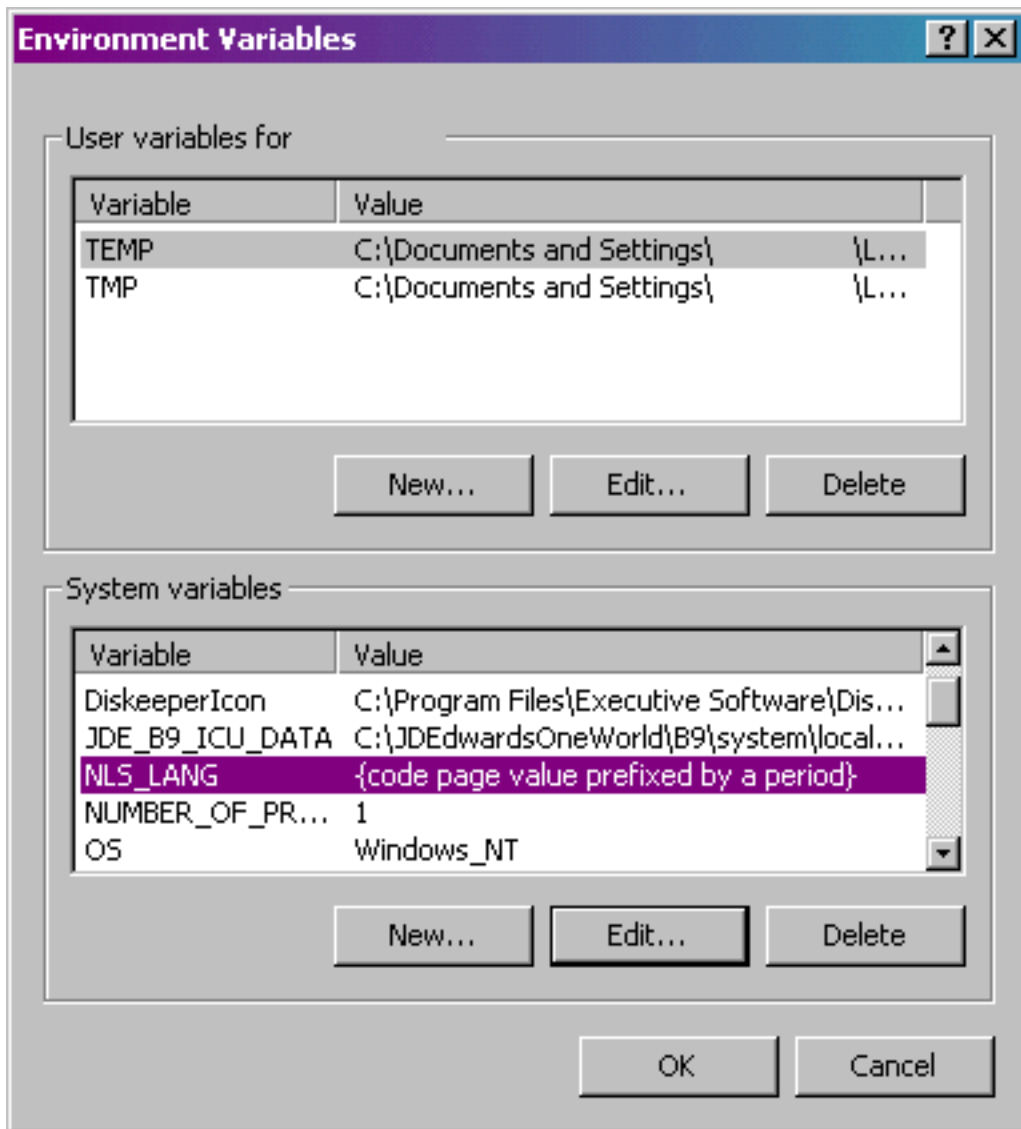 Environment Variables
User variables for
Variable Value
TEMP C:\Documents and Settings\ \L...
TMP C:\Documents and Settings\ \L...
New... Edit... Delete
System variables
Variable Value
DiskeeperIcon C:\Program Files\Executive Software\Dis...
JDE_B9_ICU_DATA C:\JDEdwardsOneWorld\B9\system\local...
NLS_LANG {code page value prefixed by a period}
NUMBER_OF_PR... 1
OS Windows_NT
New... Edit... Delete
OK Cancel